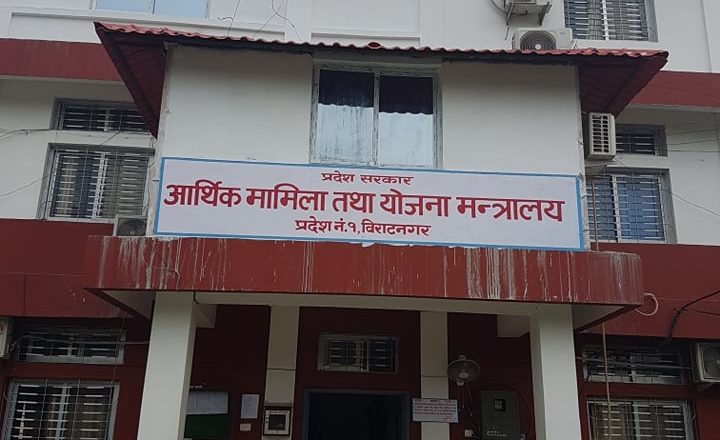 प्रदेश सरकार
आर्थिक मामिला तथा योजना मन्त्रालय
प्रदेश नं. १, विराटनगर